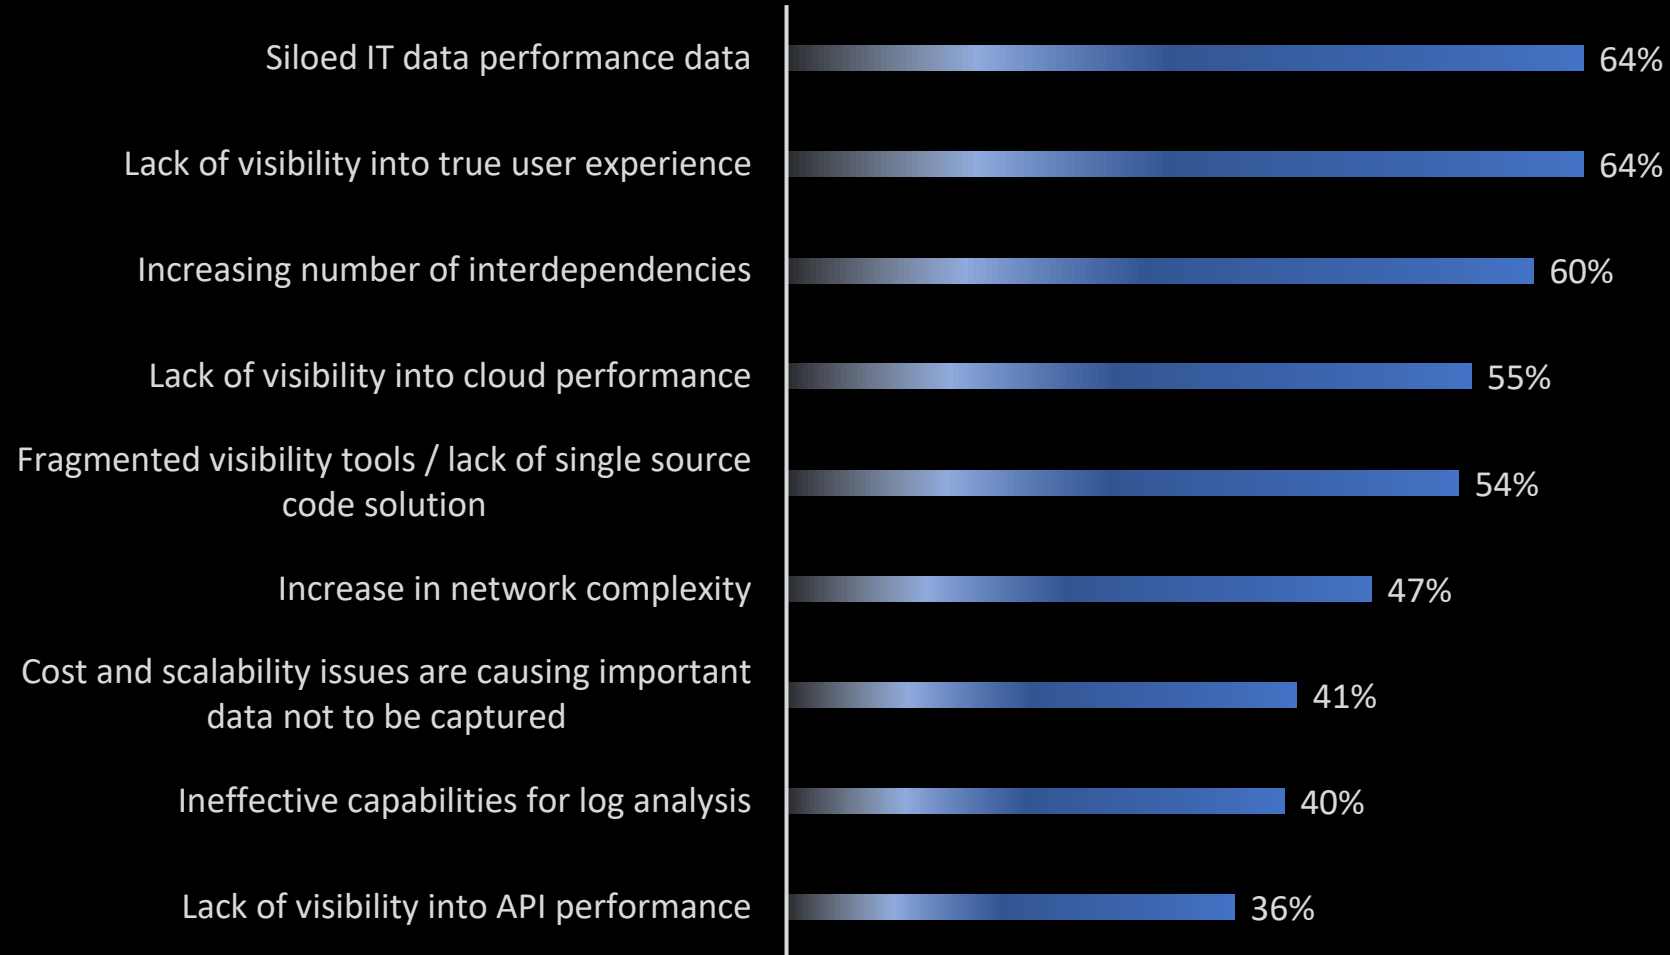 Siloed IT data performance data
64%
Lack of visibility into true user experience
64%
Increasing number of interdependencies
60%
Lack of visibility into cloud performance
55%
Fragmented visibility tools / lack of single source
code solution
54%
Increase in network complexity
47%
Cost and scalability issues are causing important
data not to be captured
41%
Ineffective capabilities for log analysis
40%
Lack of visibility into API performance
36%